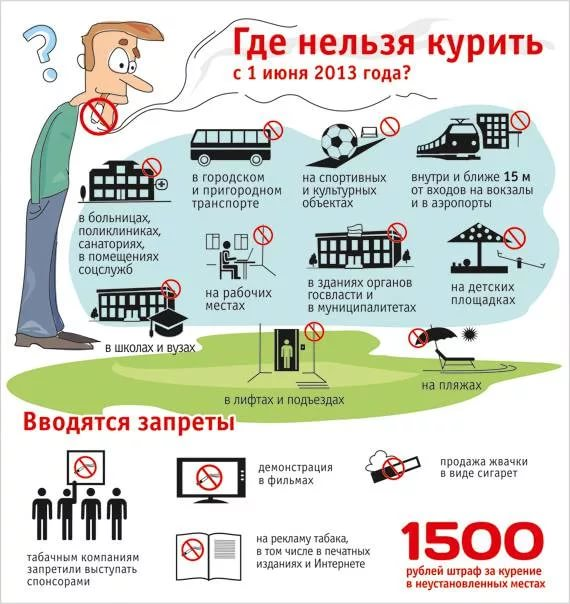 ?
Где нельзя курить
с 1 июня 2013 года?
в городском
и пригородном
транспорте
на спортивных
и культурных
объектах
внутри и ближе 15 м
от входов на вокзалы
и в аэропорты
в больницах,
поликлиниках,
санаториях,
в помещениях
соцслужб
на рабочих
местах
в зданиях органов
госвласти и
в муниципалитетах
на детских
площадках
в школах и вузах
в лифтах и подъездах
на пляжах
Вводятся запреты
табачным компаниям
запретили выступать
спонсорами
демонстрация
в фильмах
продажа жвачки
в виде сигарет
на рекламу табака,
в том числе в печатных
изданиях и Интернете
1500
рублей штраф за курение
в неустановленных местах